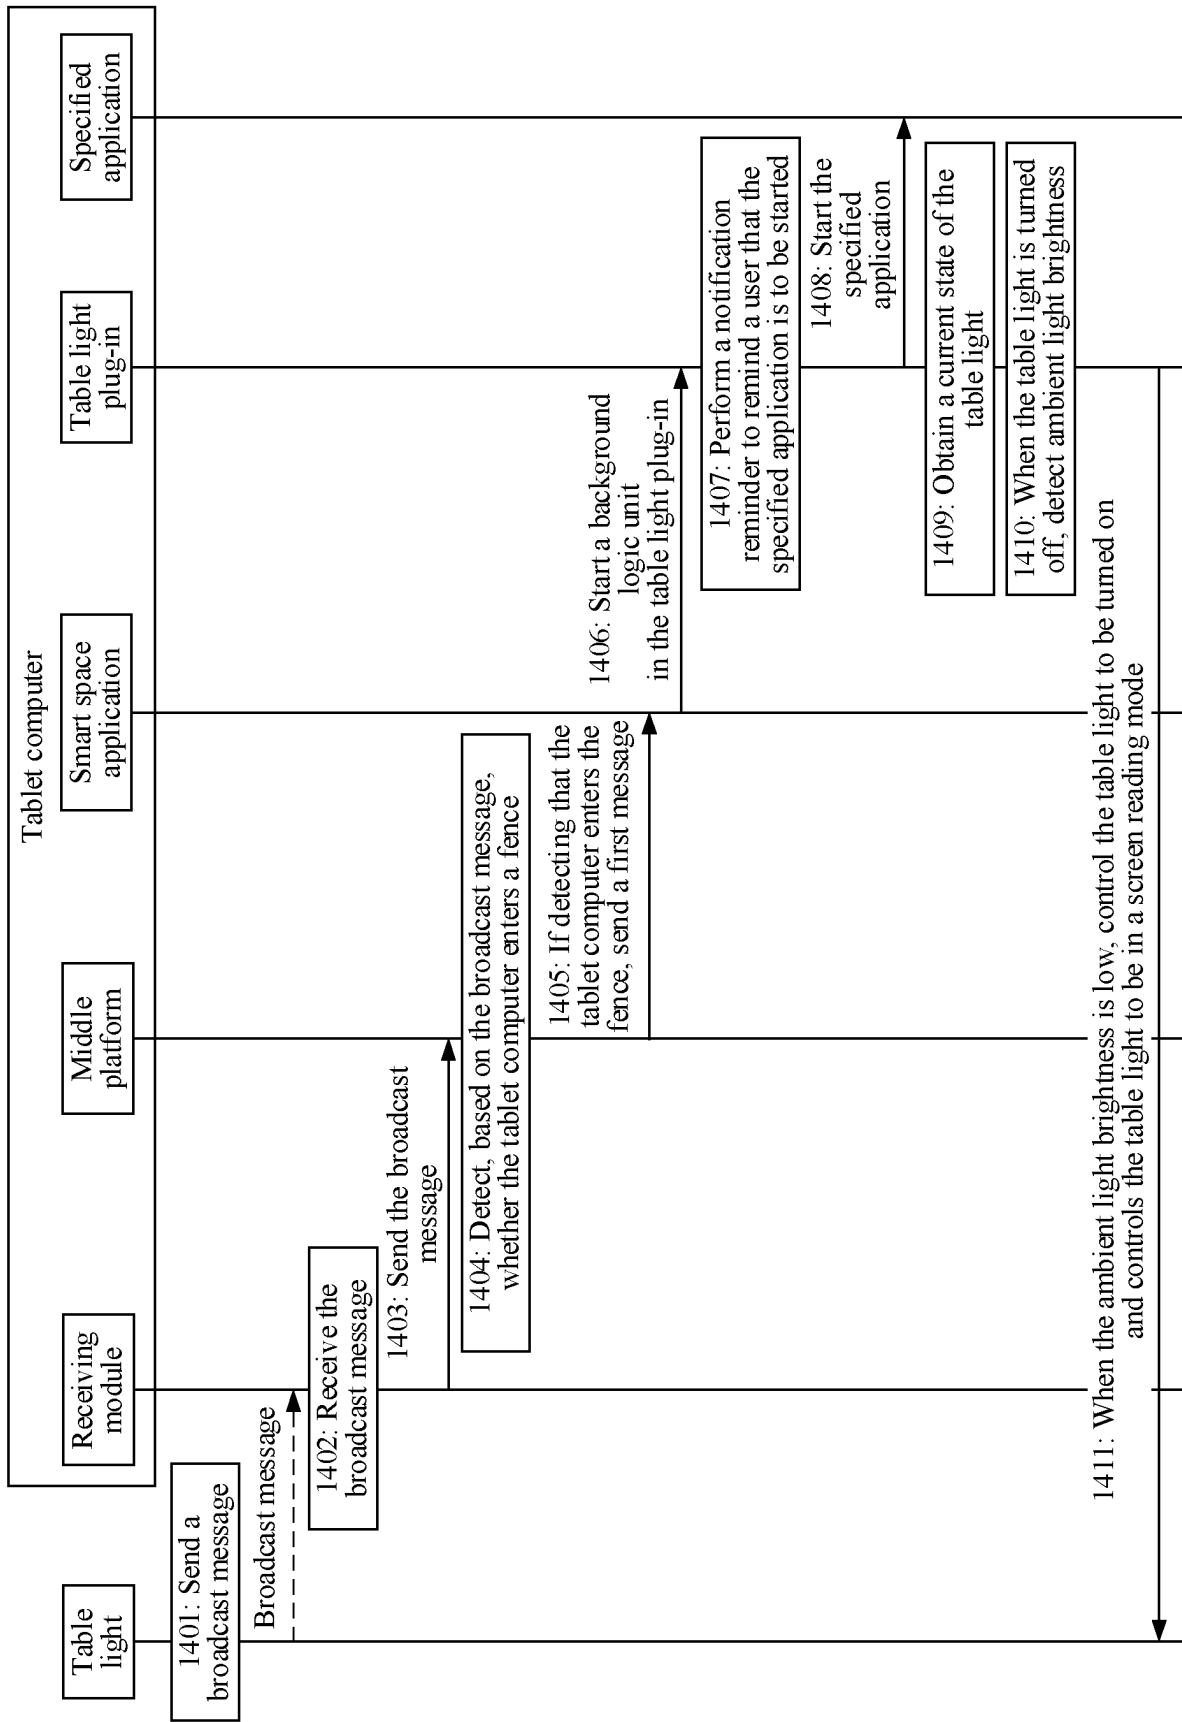 Tablet computer
Table
light
Receiving
module
Middle
platform
Smart space
application
Table light
plug-in
Specified
application
1401: Send a
broadcast message
Broadcast message
1402: Receive the
broadcast message
1403: Send the broadcast
message
1404: Detect, based on the broadcast message,
whether the tablet computer enters a fence
1405: If detecting that the
tablet computer enters the
fence, send a first message
1406: Start a background
logic unit
in the table light plug-in
1407: Perform a notification
reminder to remind a user that the
specified application is to be started
1408: Start the
specified
application
1409: Obtain a current state of the
table light
1410: When the table light is turned
off, detect ambient light brightness
1411: When the ambient light brightness is low, control the table light to be turned on
and controls the table light to be in a screen reading mode